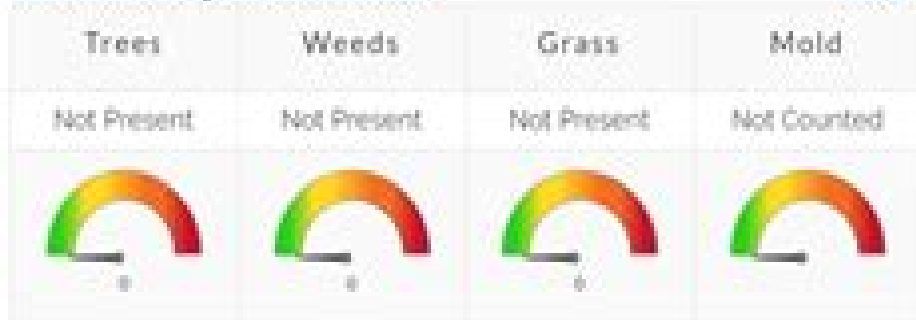 Trees Weeds Grass Mold
Not Present Not Present Not Present Not Counted
0 0 0